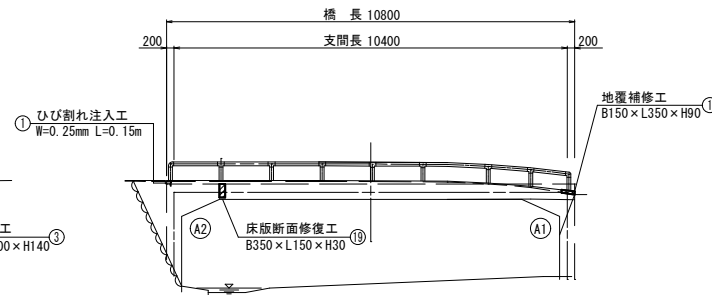 橋 長 10800
200 支間長 10400 200
① ひび割れ注入工
W=0.25mm L=0.15m
地覆補修工
B150×L350×H90
工
00×H140 ③
A2
床版断面修復工
B350×L150×H30 ⑲
A1